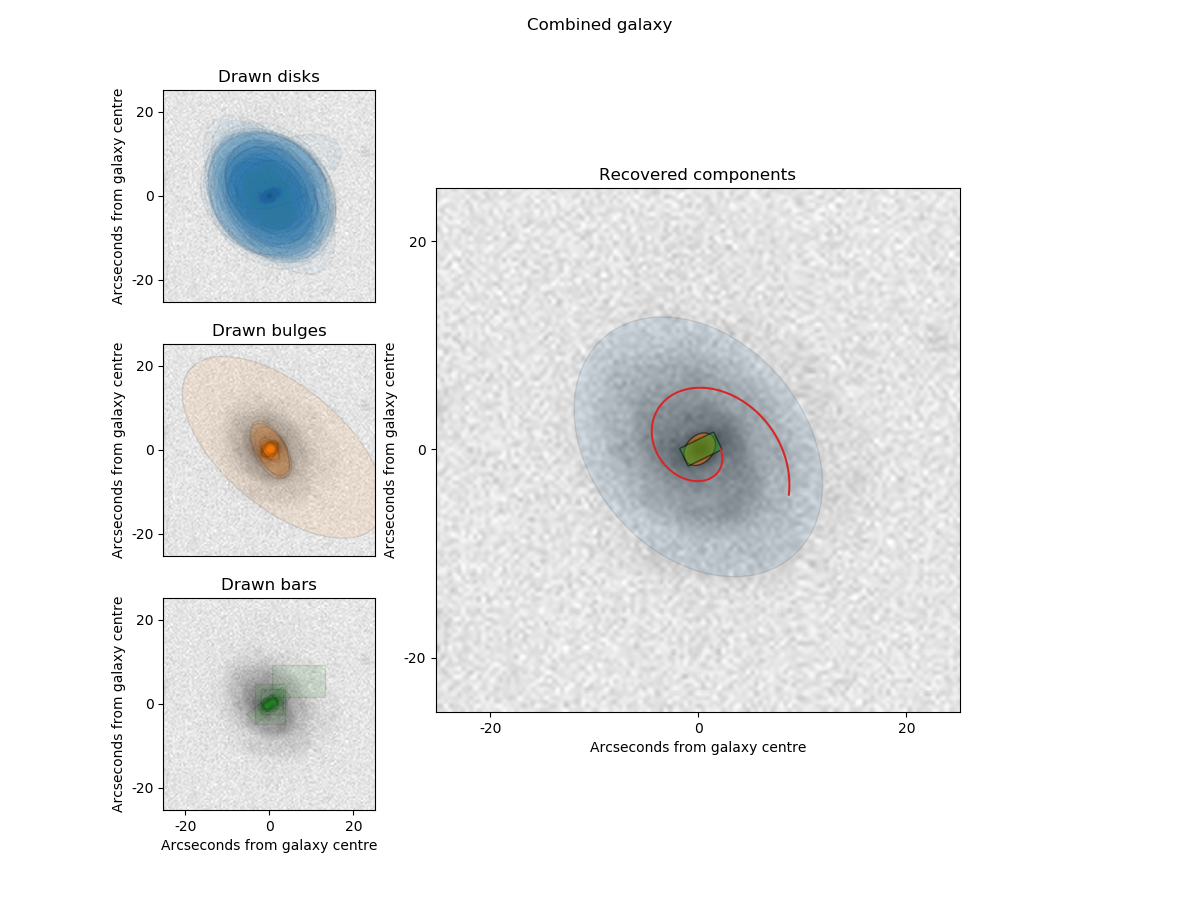 Combined galaxy
Drawn disks
Arcseconds from galaxy centre
20
0
-20
Drawn bulges
Arcseconds from galaxy centre
20
0
-20
Drawn bars
Arcseconds from galaxy centre
20
0
-20
-20 0 20
Arcseconds from galaxy centre
Recovered components
Arcseconds from galaxy centre
20
0
-20
-20 0 20
Arcseconds from galaxy centre